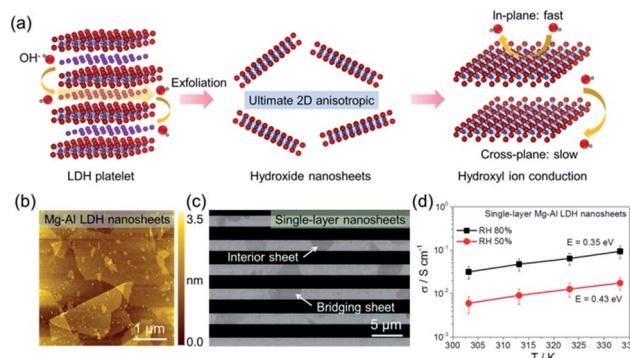 (a)
In-plane: fast
OH⁻
Exfoliation
Ultimate 2D anisotropic
Cross-plane: slow
LDH platelet
Hydroxide nanosheets
Hydroxyl ion conduction
(b)
Mg-Al LDH nanosheets
3.5
nm
0.0
1 μm
(c)
Single-layer nanosheets
Interior sheet
Bridging sheet
5 μm
(d)
Single-layer Mg-Al LDH nanosheets
RH 80%
RH 50%
E = 0.35 eV
E = 0.43 eV
σ / S cm⁻¹
10⁰
10⁻¹
10⁻²
10⁻³
300 305 310 315 320 325 330 33
T / K